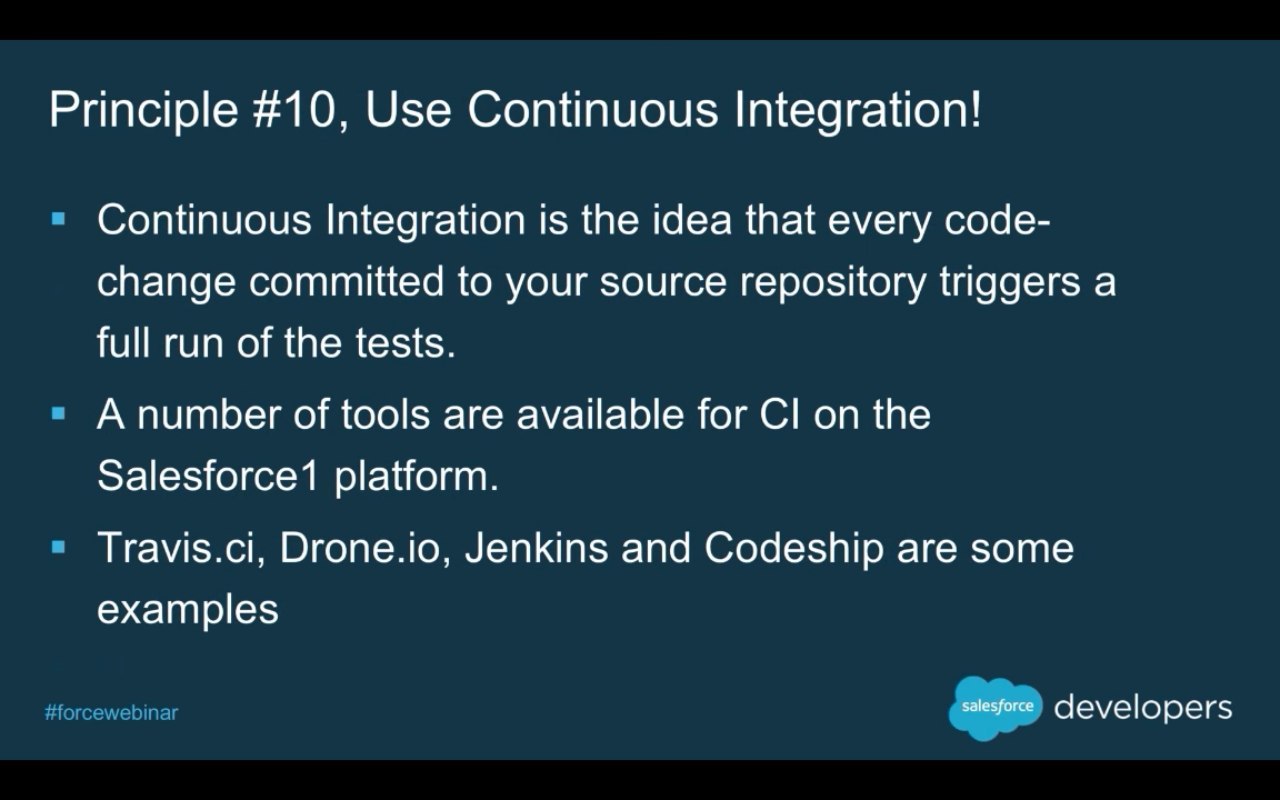 Principle #10, Use Continuous Integration!
Continuous Integration is the idea that every code-
change committed to your source repository triggers a
full run of the tests.
A number of tools are available for CI on the
Salesforce1 platform.
Travis.ci, Drone.io, Jenkins and Codeship are some
examples
#forcewebinar
salesforce developers